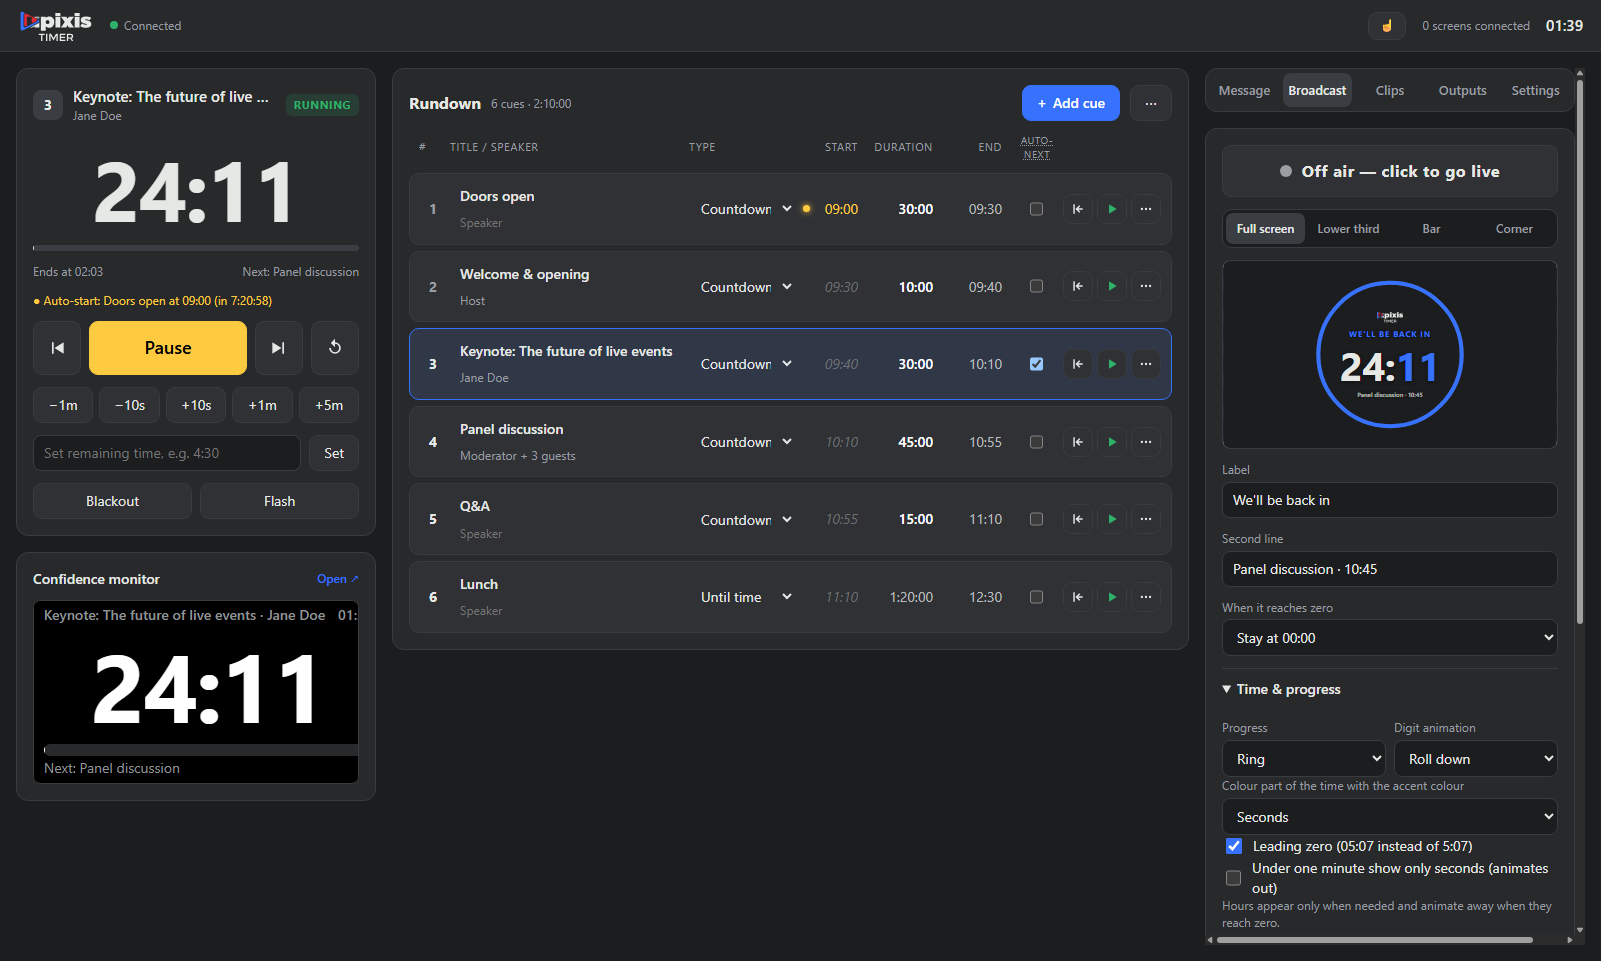 apixis
TIMER
Connected
0 screens connected
01:39
3
Keynote: The future of live ...
Jane Doe
RUNNING
24:11
Ends at 02:03
Next: Panel discussion
Auto-start: Doors open at 09:00 (in 7:20:58)
Pause
−1m
−10s
+10s
+1m
+5m
Set remaining time, e.g. 4:30
Set
Blackout
Flash
Confidence monitor
Open ↗
Keynote: The future of live events · Jane Doe 01:
24:11
Next: Panel discussion
Rundown
6 cues · 2:10:00
+ Add cue
...
# TITLE / SPEAKER TYPE START DURATION END AUTO-
NEXT
1 Doors open Countdown 09:00 30:00 09:30
Speaker
2 Welcome & opening Countdown 09:30 10:00 09:40
Host
3 Keynote: The future of live events Countdown 09:40 30:00 10:10
Jane Doe
4 Panel discussion Countdown 10:10 45:00 10:55
Moderator + 3 guests
5 Q&A Countdown 10:55 15:00 11:10
Speaker
6 Lunch Until time 11:10 1:20:00 12:30
Speaker
Message
Broadcast
Clips
Outputs
Settings
Off air — click to go live
Full screen
Lower third
Bar
Corner
apixis
TIMER
WE'LL BE BACK IN
24:11
Panel discussion · 10:45
Label
We'll be back in
Second line
Panel discussion · 10:45
When it reaches zero
Stay at 00:00
▼ Time & progress
Progress
Digit animation
Ring
Roll down
Colour part of the time with the accent colour
Seconds
Leading zero (05:07 instead of 5:07)
Under one minute show only seconds (animates
out)
Hours appear only when needed and animate away when they
reach zero.